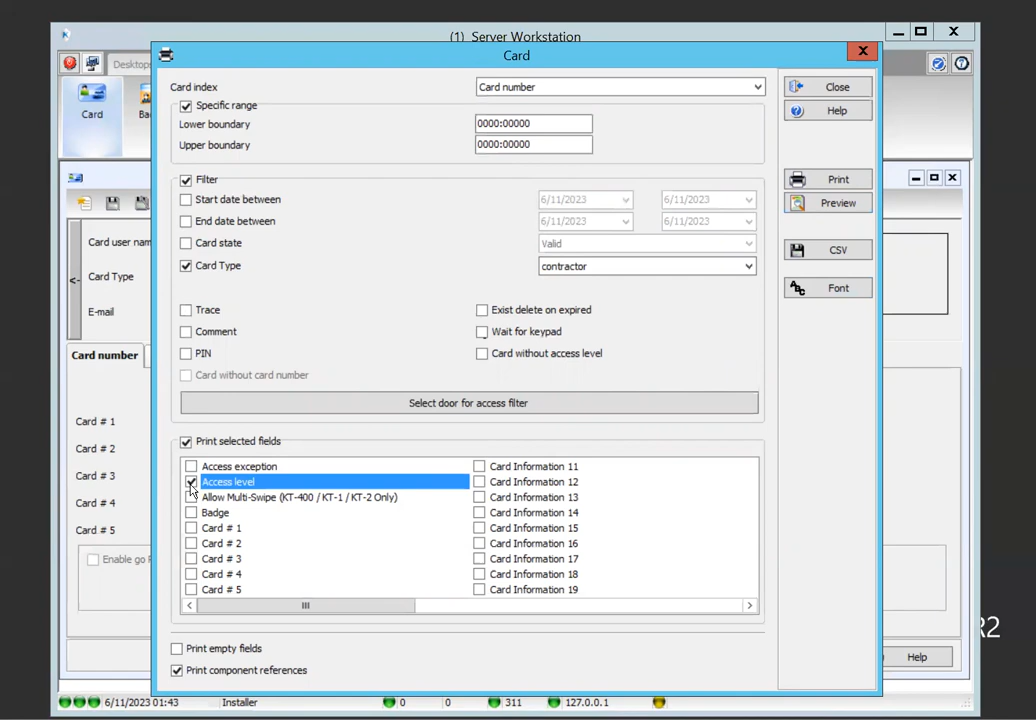 (1) Server Workstation
Card
Desktops
Card
Card user nam
Card Type
E-mail
Card number
Card # 1
Card # 2
Card # 3
Card # 4
Card # 5
Enable go
Card index
Card number
Specific range
Lower boundary
0000:00000
Upper boundary
0000:00000
Filter
Start date between
6/11/2023
6/11/2023
End date between
6/11/2023
6/11/2023
Card state
Valid
Card Type
contractor
Trace
Exist delete on expired
Comment
Wait for keypad
PIN
Card without access level
Card without card number
Select door for access filter
Print selected fields
Access exception
Access level
Allow Multi-Swipe (KT-400 / KT-1 / KT-2 Only)
Badge
Card # 1
Card # 2
Card # 3
Card # 4
Card # 5
Card Information 11
Card Information 12
Card Information 13
Card Information 14
Card Information 15
Card Information 16
Card Information 17
Card Information 18
Card Information 19
Print empty fields
Print component references
Close
Help
Print
Preview
CSV
ABC
Font
R2
Help
6/11/2023 01:43
Installer
0
0
311
127.0.0.1